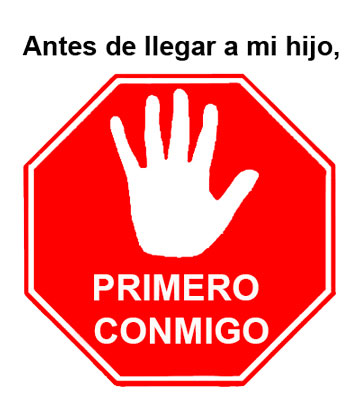 Antes de llegar a mi hijo,
PRIMERO
CONMIGO